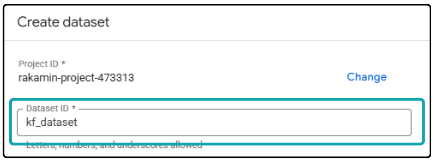 Create dataset
Project ID *
rakamin-project-473313
Change
Dataset ID *
kf_dataset
Letters, numbers, and underscores allowed